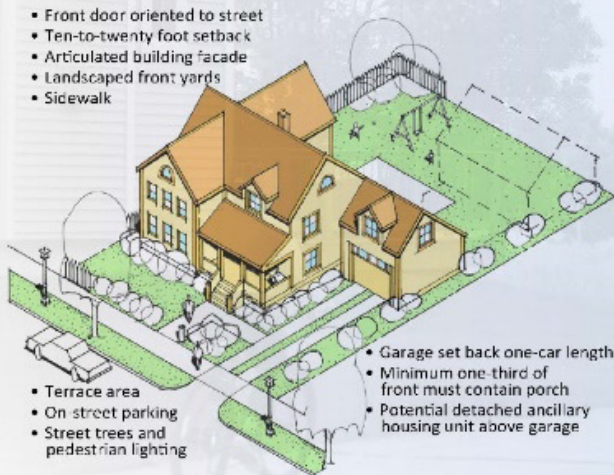 • Front door oriented to street
• Ten-to-twenty foot setback
• Articulated building facade
• Landscaped front yards
• Sidewalk
• Terrace area
• On-street parking
• Street trees and
pedestrian lighting
• Garage set back one-car length
• Minimum one-third of
front must contain porch
• Potential detached ancillary
housing unit above garage